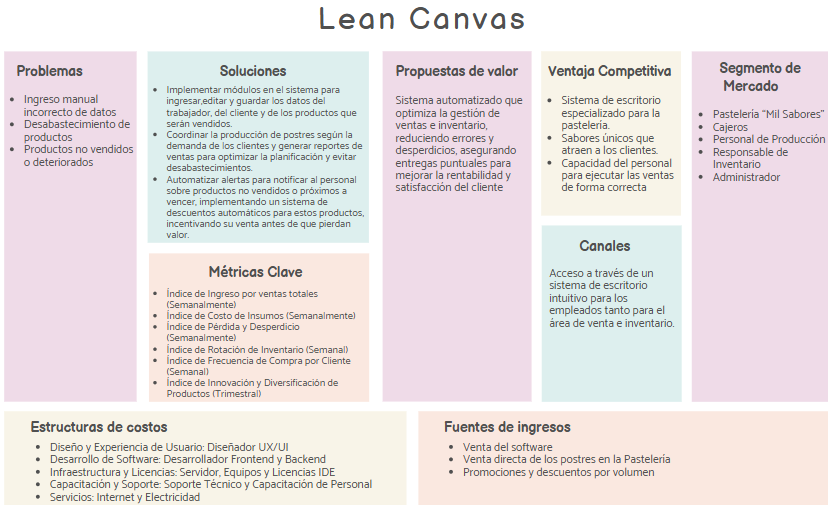 Lean Canvas
Problemas
• Ingreso manual
incorrecto de datos
• Desabastecimiento de
productos
• Productos no vendidos
o deteriorados
Soluciones
• Implementar módulos en el sistema para
ingresar,editar y guardar los datos del
trabajador, del cliente y de los productos que
serán vendidos.
• Coordinar la producción de postres según la
demanda de los clientes y generar reportes de
ventas para optimizar la planificación y evitar
desabastecimientos.
• Automatizar alertas para notificar al personal
sobre productos no vendidos o próximos a
vencer, implementando un sistema de
descuentos automáticos para estos productos,
incentivando su venta antes de que pierdan
valor.
Métricas Clave
• Índice de Ingreso por ventas totales
(Semanalmente)
• Índice de Costo de Insumos (Semanalmente)
• Índice de Pérdida y Desperdicio
(Semanalmente)
• Índice de Rotación de Inventario (Semanal)
• Índice de Frecuencia de Compra por Cliente
(Semanal)
• Índice de Innovación y Diversificación de
Productos (Trimestral)
Propuestas de valor
Sistema automatizado que
optimiza la gestión de
ventas e inventario,
reduciendo errores y
desperdicios, asegurando
entregas puntuales para
mejorar la rentabilidad y
satisfacción del cliente
Ventaja Competitiva
• Sistema de escritorio
especializado para la
pastelería.
• Sabores únicos que
atraen a los clientes.
• Capacidad del personal
para ejecutar las ventas
de forma correcta
Canales
Acceso a través de un
sistema de escritorio
intuitivo para los
empleados tanto para el
área de venta e inventario.
Segmento de
Mercado
• Pastelería “Mil Sabores”
• Cajeros
• Personal de Producción
• Responsable de
Inventario
• Administrador
Estructuras de costos
• Diseño y Experiencia de Usuario: Diseñador UX/UI
• Desarrollo de Software: Desarrollador Frontend y Backend
• Infraestructura y Licencias: Servidor, Equipos y Licencias IDE
• Capacitación y Soporte: Soporte Técnico y Capacitación de Personal
• Servicios: Internet y Electricidad
Fuentes de ingresos
• Venta del software
• Venta directa de los postres en la Pastelería
• Promociones y descuentos por volumen